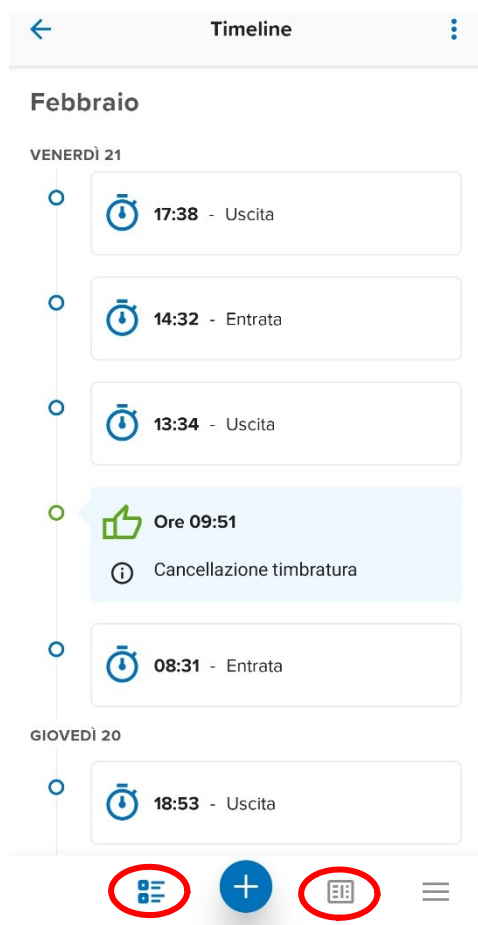 Timeline
Febbraio
VENERDÌ 21
17:38 - Uscita
14:32 - Entrata
13:34 - Uscita
Ore 09:51
Cancellazione timbratura
08:31 - Entrata
GIOVEDÌ 20
18:53 - Uscita